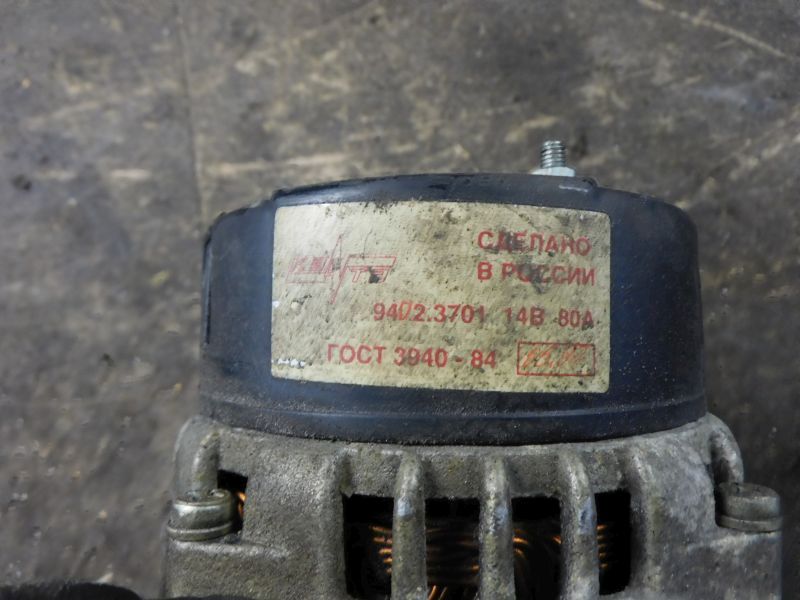 СДЕЛАНО
В РОССИИ
9402.3701 14В 80А
ГОСТ 3940-84